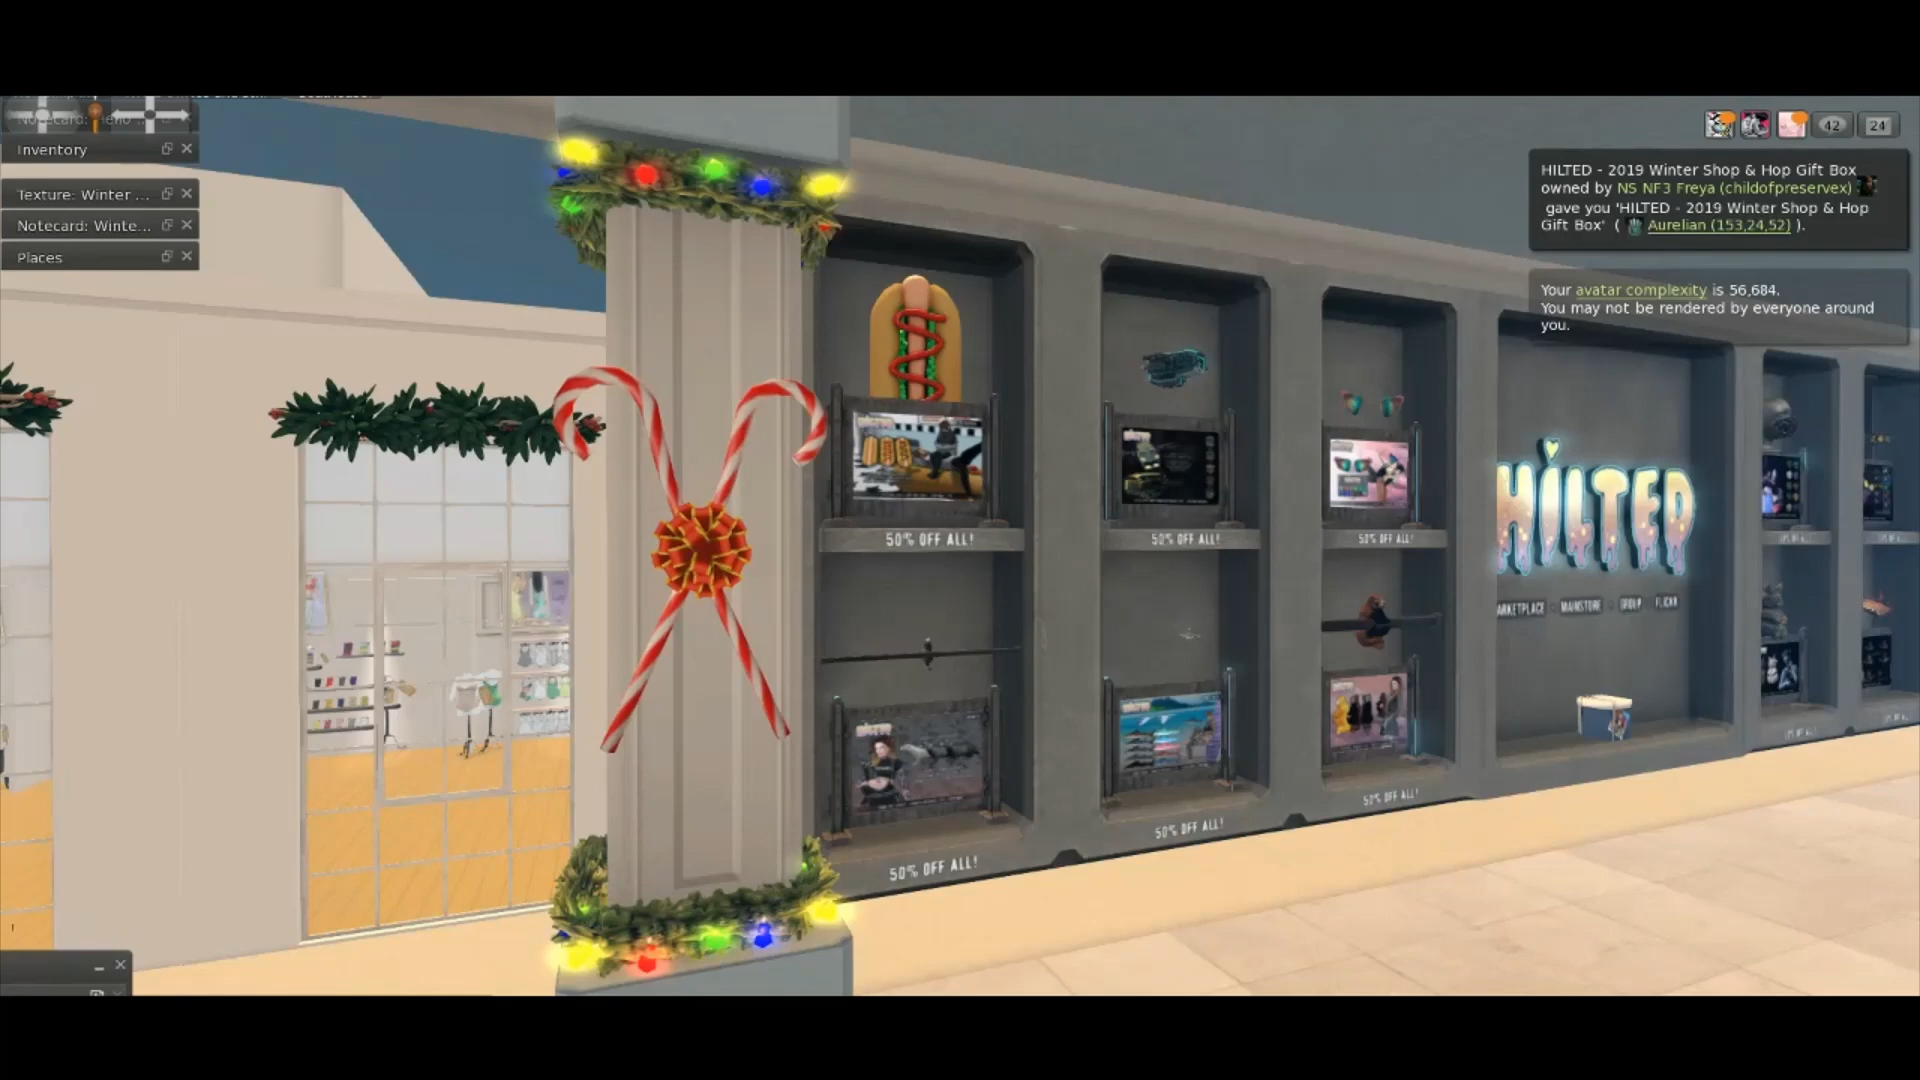 Inventory
Texture: Winter ...
Notecard: Winte...
Places
42
24
HILTED - 2019 Winter Shop & Hop Gift Box
owned by NS NF3 Freya (childofpreservex)
gave you 'HILTED - 2019 Winter Shop & Hop
Gift Box' ( Aurelian (153,24,52) ).
Your avatar complexity is 56,684.
You may not be rendered by everyone around
you.
HILTED
MAINSTORE GROUP FLICKR
50% OFF ALL!
50% OFF ALL!
50% OFF ALL!
50% OFF ALL!
50% OFF ALL!
50% OFF ALL!